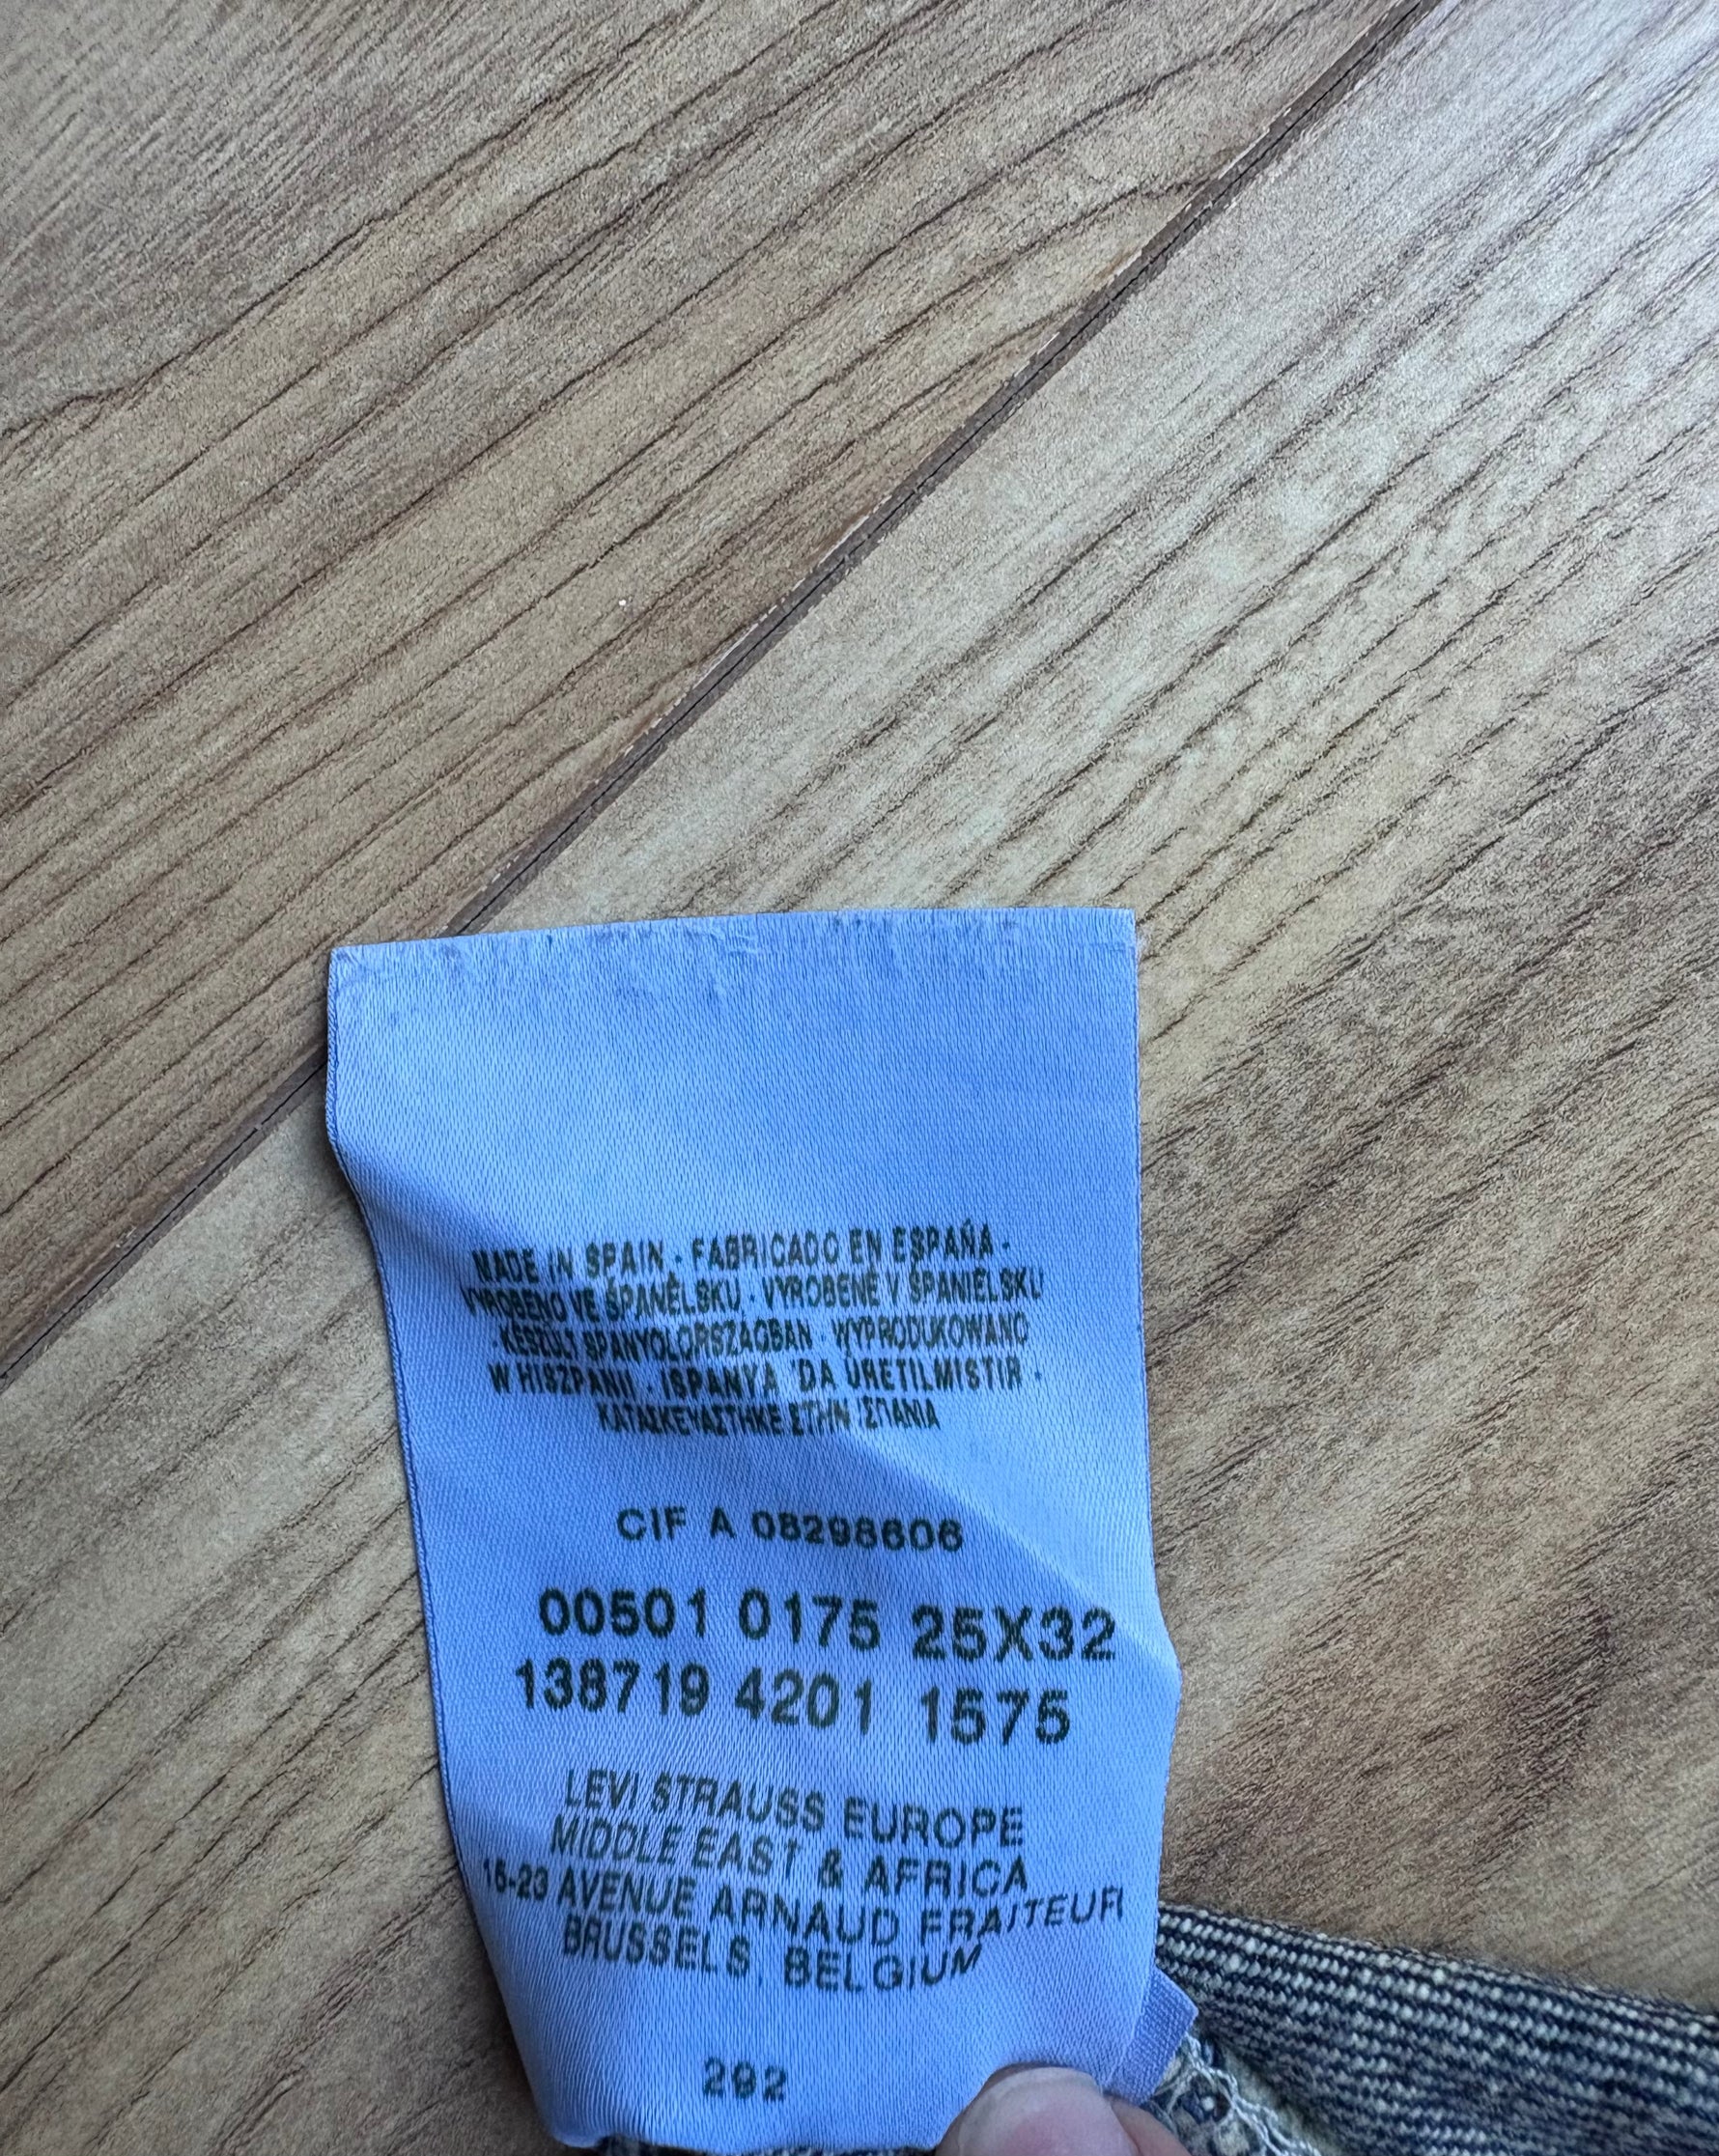 MADE IN SPAIN · FABRICADO EN ESPAÑA ·
VYROBENO VE ŠPANĚLSKU · VYROBENÉ V ŠPANIELSKU
· KÉSZÜLT SPANYOLORSZÁGBAN · WYPRODUKOWANO
W HISZPANII · ISPANYA 'DA ÜRETILMISTIR ·
ΚΑΤΑΣΚΕΥΑΣΤΗΚΕ ΣΤΗΝ ΙΣΠΑΝΙΑ
CIF A 08298606
00501 0175 25X32
138719 4201 1575
LEVI STRAUSS EUROPE
MIDDLE EAST & AFRICA
15-23 AVENUE ARNAUD FRAITEUR
BRUSSELS, BELGIUM
292